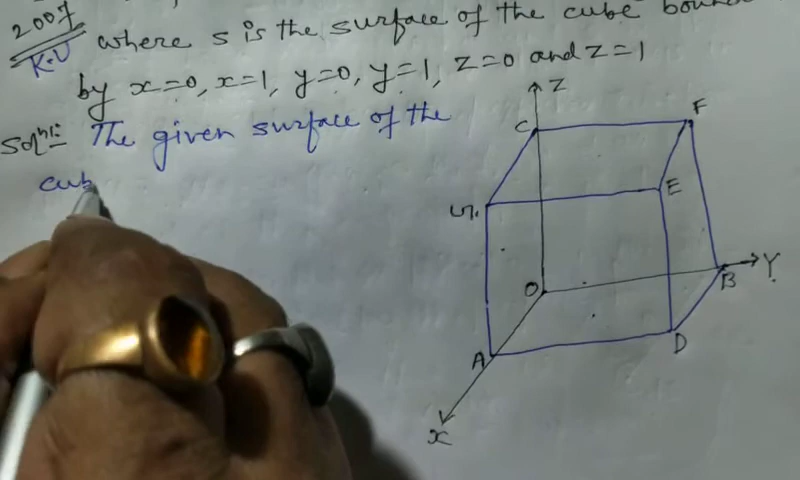 2007
K.U
where s is the surface of the cube
by x=0, x=1, y=0, y=1, z=0 and z=1
Solⁿ:- The given surface of the
cub
Z
C
F
G
E
O
B
Y
A
D
x